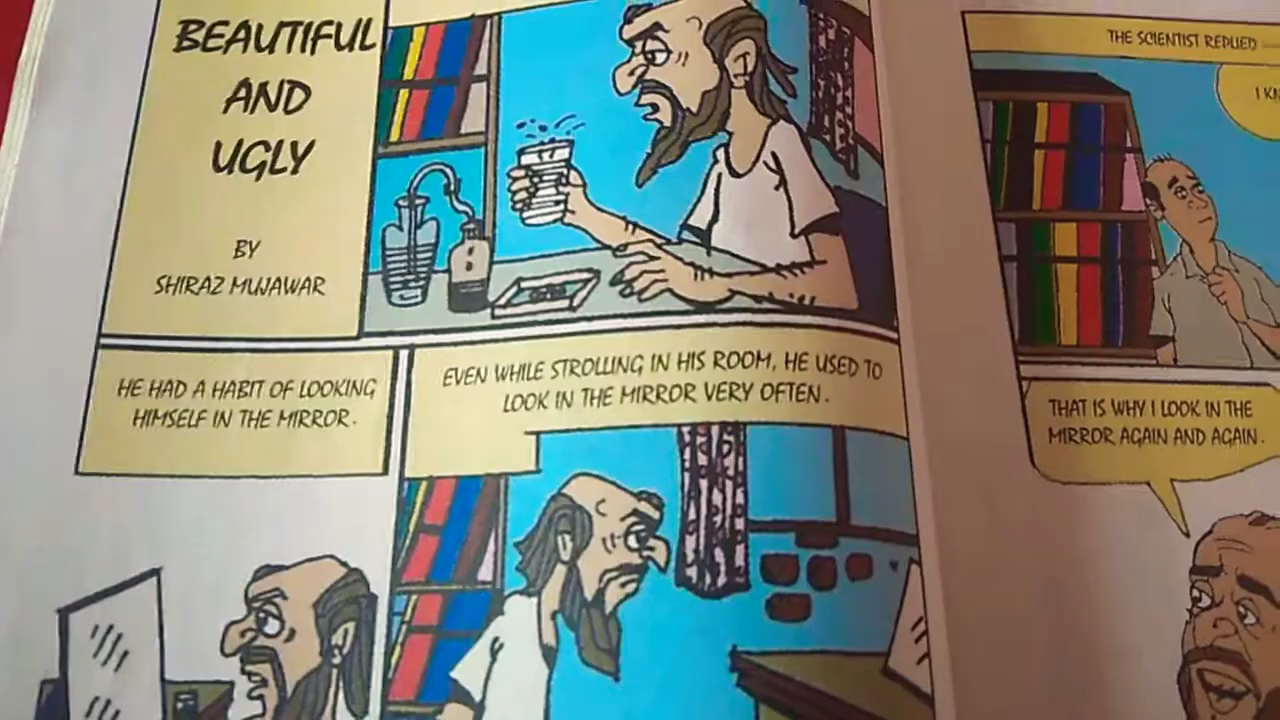 BEAUTIFUL
AND
UGLY
BY
SHIRAZ MUJAWAR
HE HAD A HABIT OF LOOKING
HIMSELF IN THE MIRROR.
EVEN WHILE STROLLING IN HIS ROOM, HE USED TO
LOOK IN THE MIRROR VERY OFTEN.
THE SCIENTIST REPLIED
I
THAT IS WHY I LOOK IN THE
MIRROR AGAIN AND AGAIN.